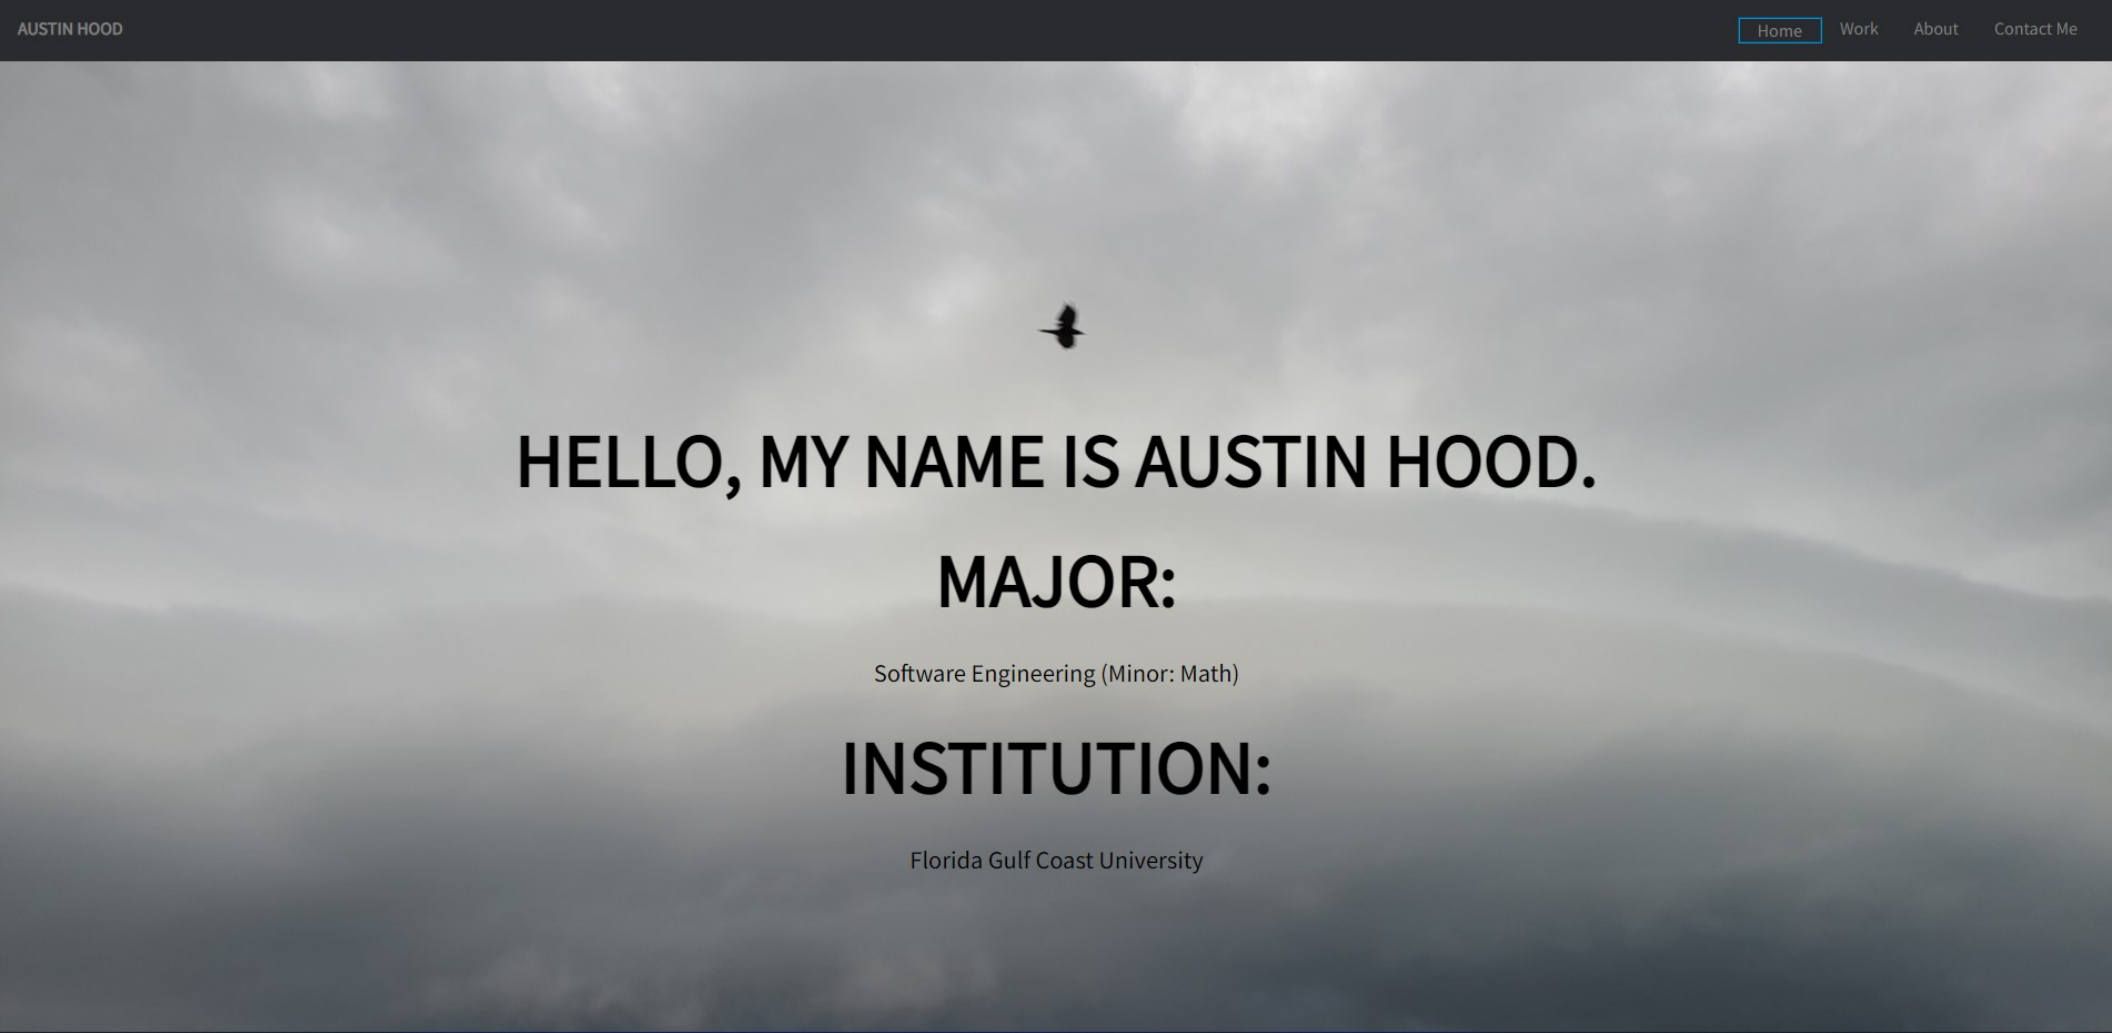 AUSTIN HOOD
Home Work About Contact Me
HELLO, MY NAME IS AUSTIN HOOD.
MAJOR:
Software Engineering (Minor: Math)
INSTITUTION:
Florida Gulf Coast University